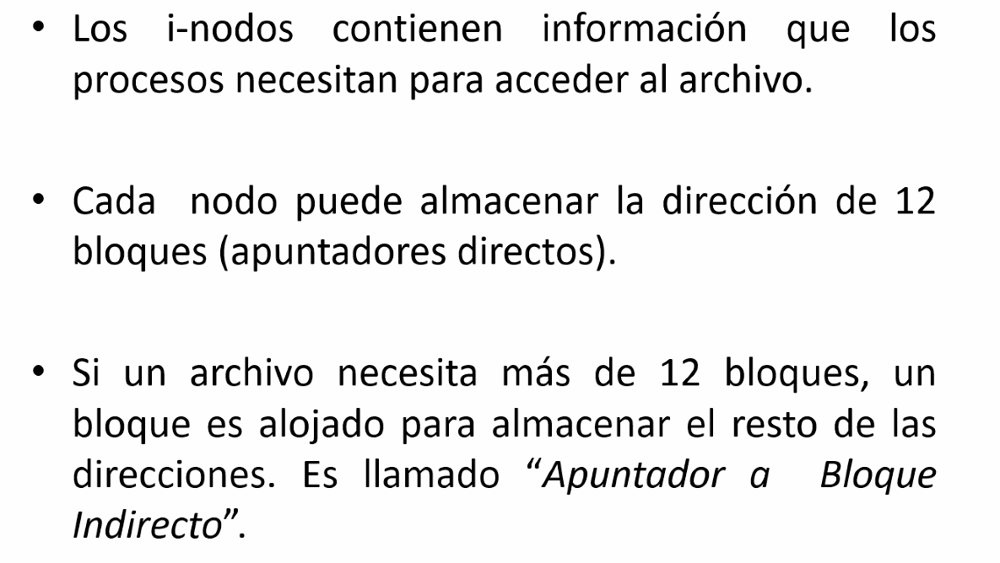 • Los i-nodos contienen información que los
procesos necesitan para acceder al archivo.
• Cada nodo puede almacenar la dirección de 12
bloques (apuntadores directos).
• Si un archivo necesita más de 12 bloques, un
bloque es alojado para almacenar el resto de las
direcciones. Es llamado “Apuntador a Bloque
Indirecto”.